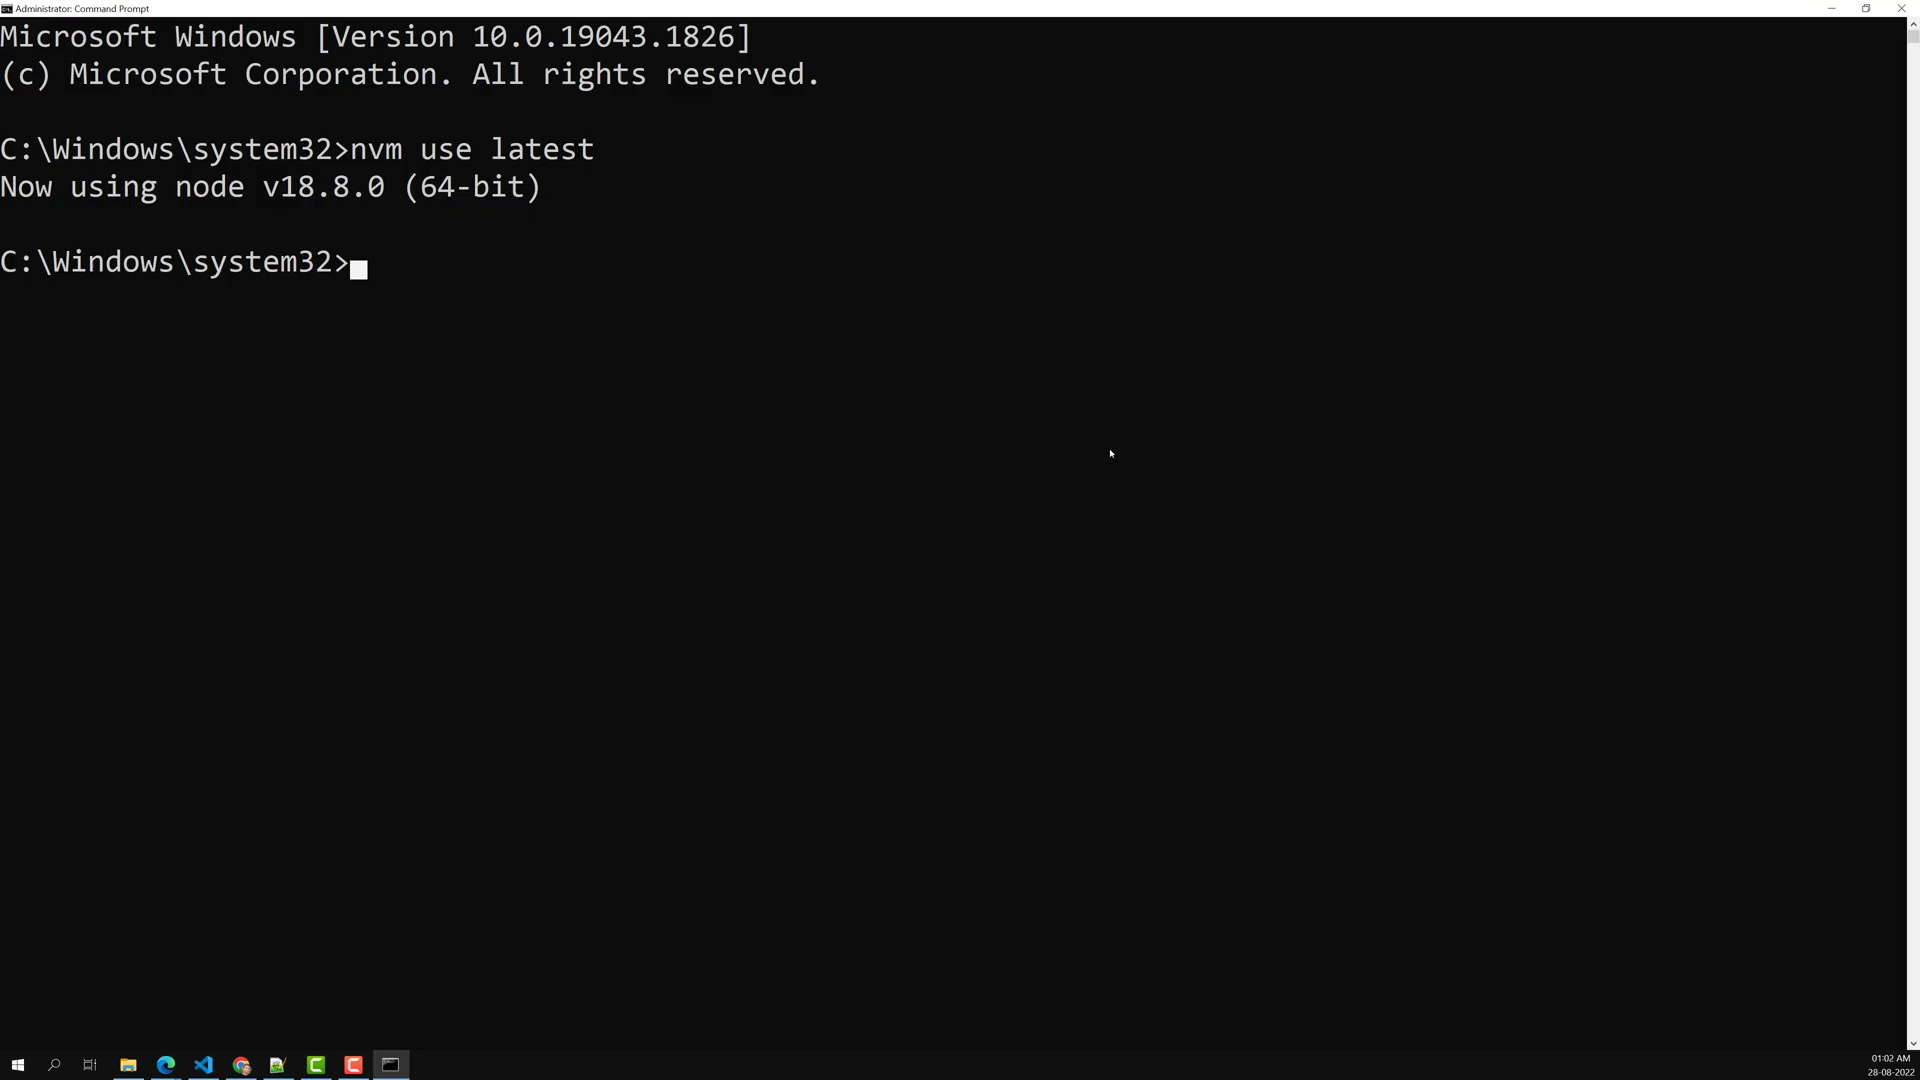 Administrator: Command Prompt
Microsoft Windows [Version 10.0.19043.1826]
(c) Microsoft Corporation. All rights reserved.
C:\Windows\system32>nvm use latest
Now using node v18.8.0 (64-bit)
C:\Windows\system32>
01:02 AM
28-08-2022